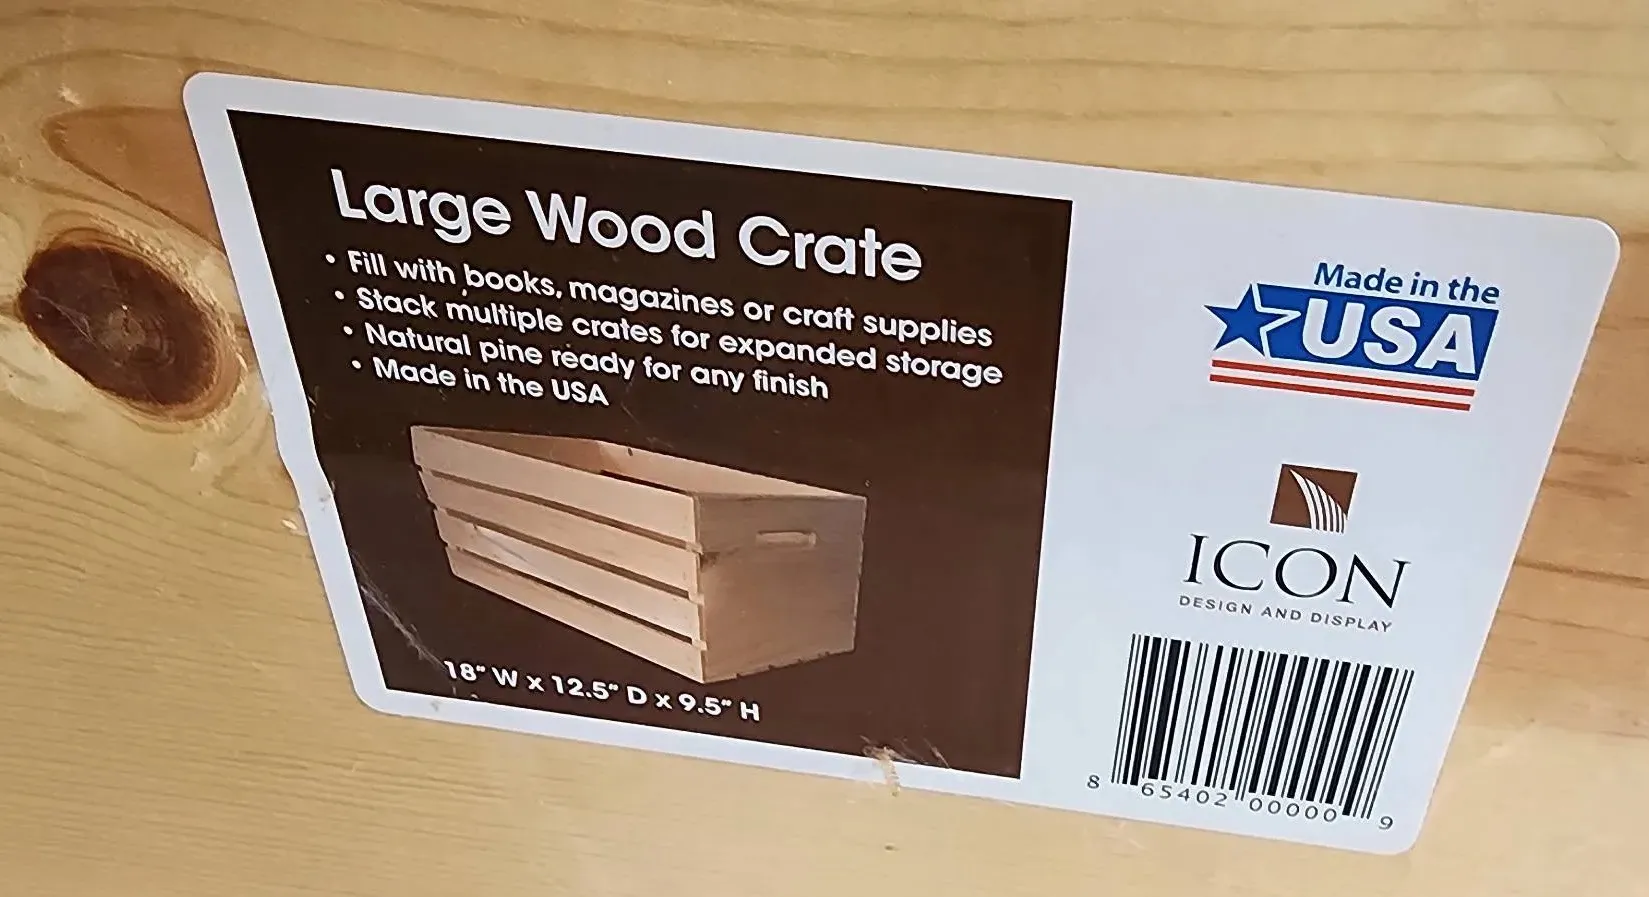 Large Wood Crate
• Fill with books, magazines or craft supplies
• Stack multiple crates for expanded storage
• Natural pine ready for any finish
• Made in the USA
18" W x 12.5" D x 9.5" H
Made in the
USA
ICON
DESIGN AND DISPLAY
8 65402 00000 9